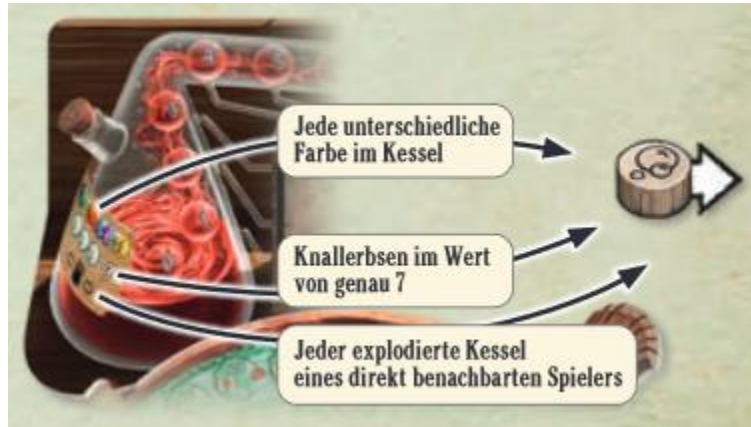 Jede unterschiedliche
Farbe im Kessel
Knallerbsen im Wert
von genau 7
Jeder explodierte Kessel
eines direkt benachbarten Spielers